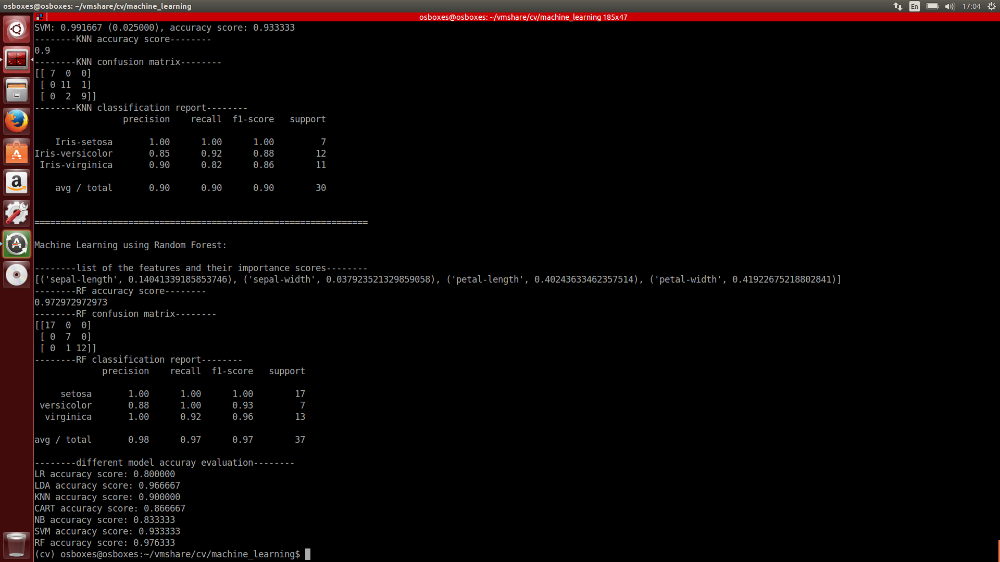 osboxes@osboxes: ~/vmshare/cv/machine_learning
En
17:04
osboxes@osboxes: ~/vmshare/cv/machine_learning 185x47
SVM: 0.991667 (0.025000), accuracy score: 0.933333
--------KNN accuracy score--------
0.9
--------KNN confusion matrix--------
[[ 7  0  0]
 [ 0 11  1]
 [ 0  2  9]]
--------KNN classification report--------
                 precision    recall  f1-score   support

    Iris-setosa       1.00      1.00      1.00         7
Iris-versicolor       0.85      0.92      0.88        12
 Iris-virginica       0.90      0.82      0.86        11

    avg / total       0.90      0.90      0.90        30

================================================================

Machine Learning using Random Forest:

--------list of the features and their importance scores--------
[('sepal-length', 0.14041339185853746), ('sepal-width', 0.037923521329859058), ('petal-length', 0.40243633462357514), ('petal-width', 0.41922675218802841)]
--------RF accuracy score--------
0.972972972973
--------RF confusion matrix--------
[[17  0  0]
 [ 0  7  0]
 [ 0  1 12]]
--------RF classification report--------
             precision    recall  f1-score   support

     setosa       1.00      1.00      1.00        17
 versicolor       0.88      1.00      0.93         7
  virginica       1.00      0.92      0.96        13

avg / total       0.98      0.97      0.97        37

--------different model accuray evaluation--------
LR accuracy score: 0.800000
LDA accuracy score: 0.966667
KNN accuracy score: 0.900000
CART accuracy score: 0.866667
NB accuracy score: 0.833333
SVM accuracy score: 0.933333
RF accuracy score: 0.976333
(cv) osboxes@osboxes:~/vmshare/cv/machine_learning$